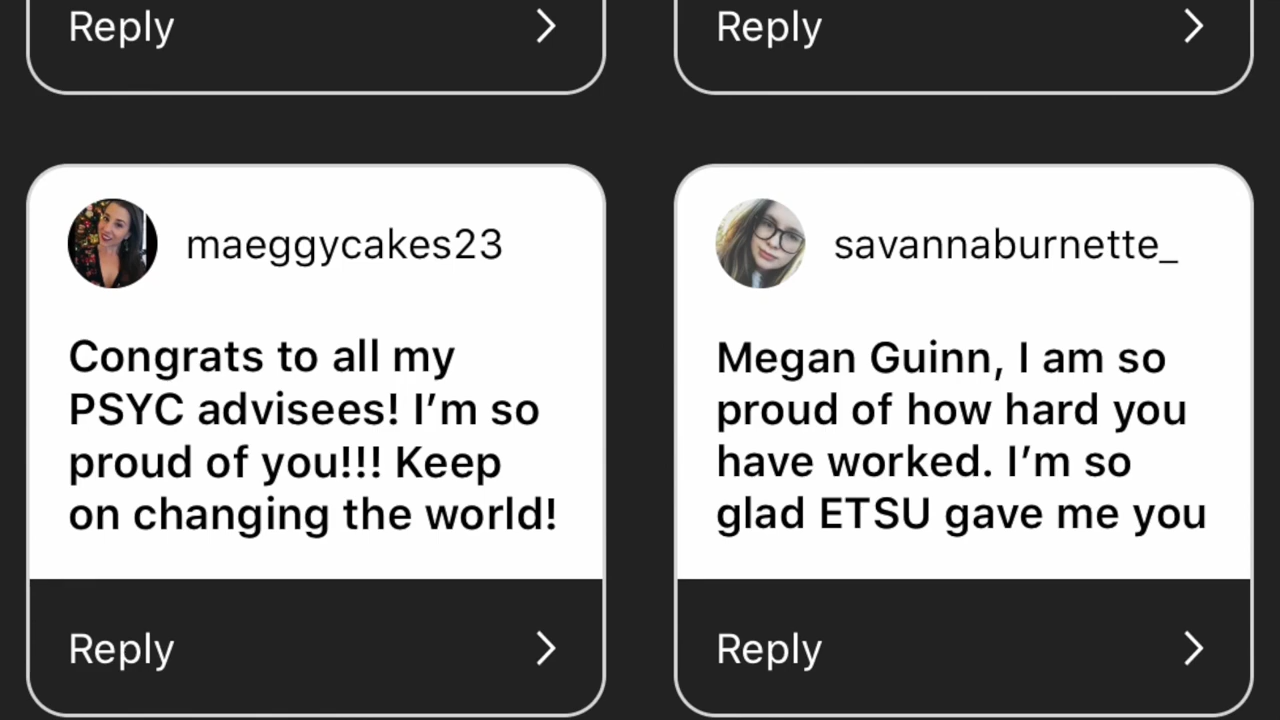 Reply
Reply
maeggycakes23
Congrats to all my
PSYC advisees! I’m so
proud of you!!! Keep
on changing the world!
Reply
savannaburnette_
Megan Guinn, I am so
proud of how hard you
have worked. I’m so
glad ETSU gave me you
Reply